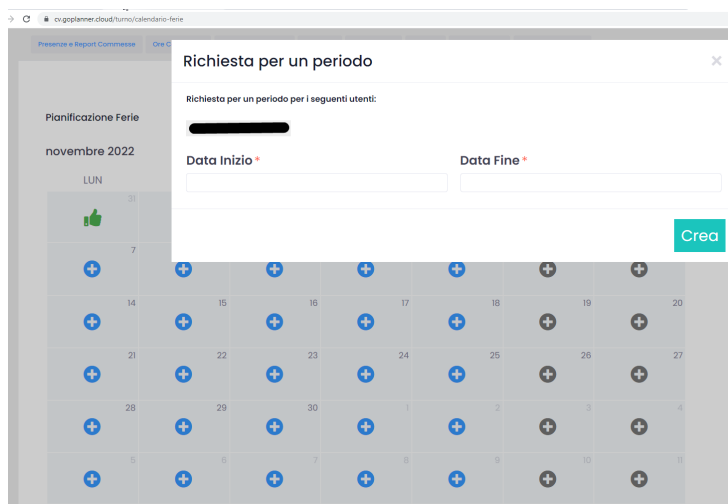 cv.goplanner.cloud/turno/calendario-ferie
Presenze e Report Commesse Ore C
Richiesta per un periodo
Richiesta per un periodo per i seguenti utenti:
Pianificazione Ferie
novembre 2022
Data Inizio * Data Fine *
LUN
31
Crea
7
14 15 16 17 18 19 20
21 22 23 24 25 26 27
28 29 30 1 2 3 4
5 6 7 8 9 10 11